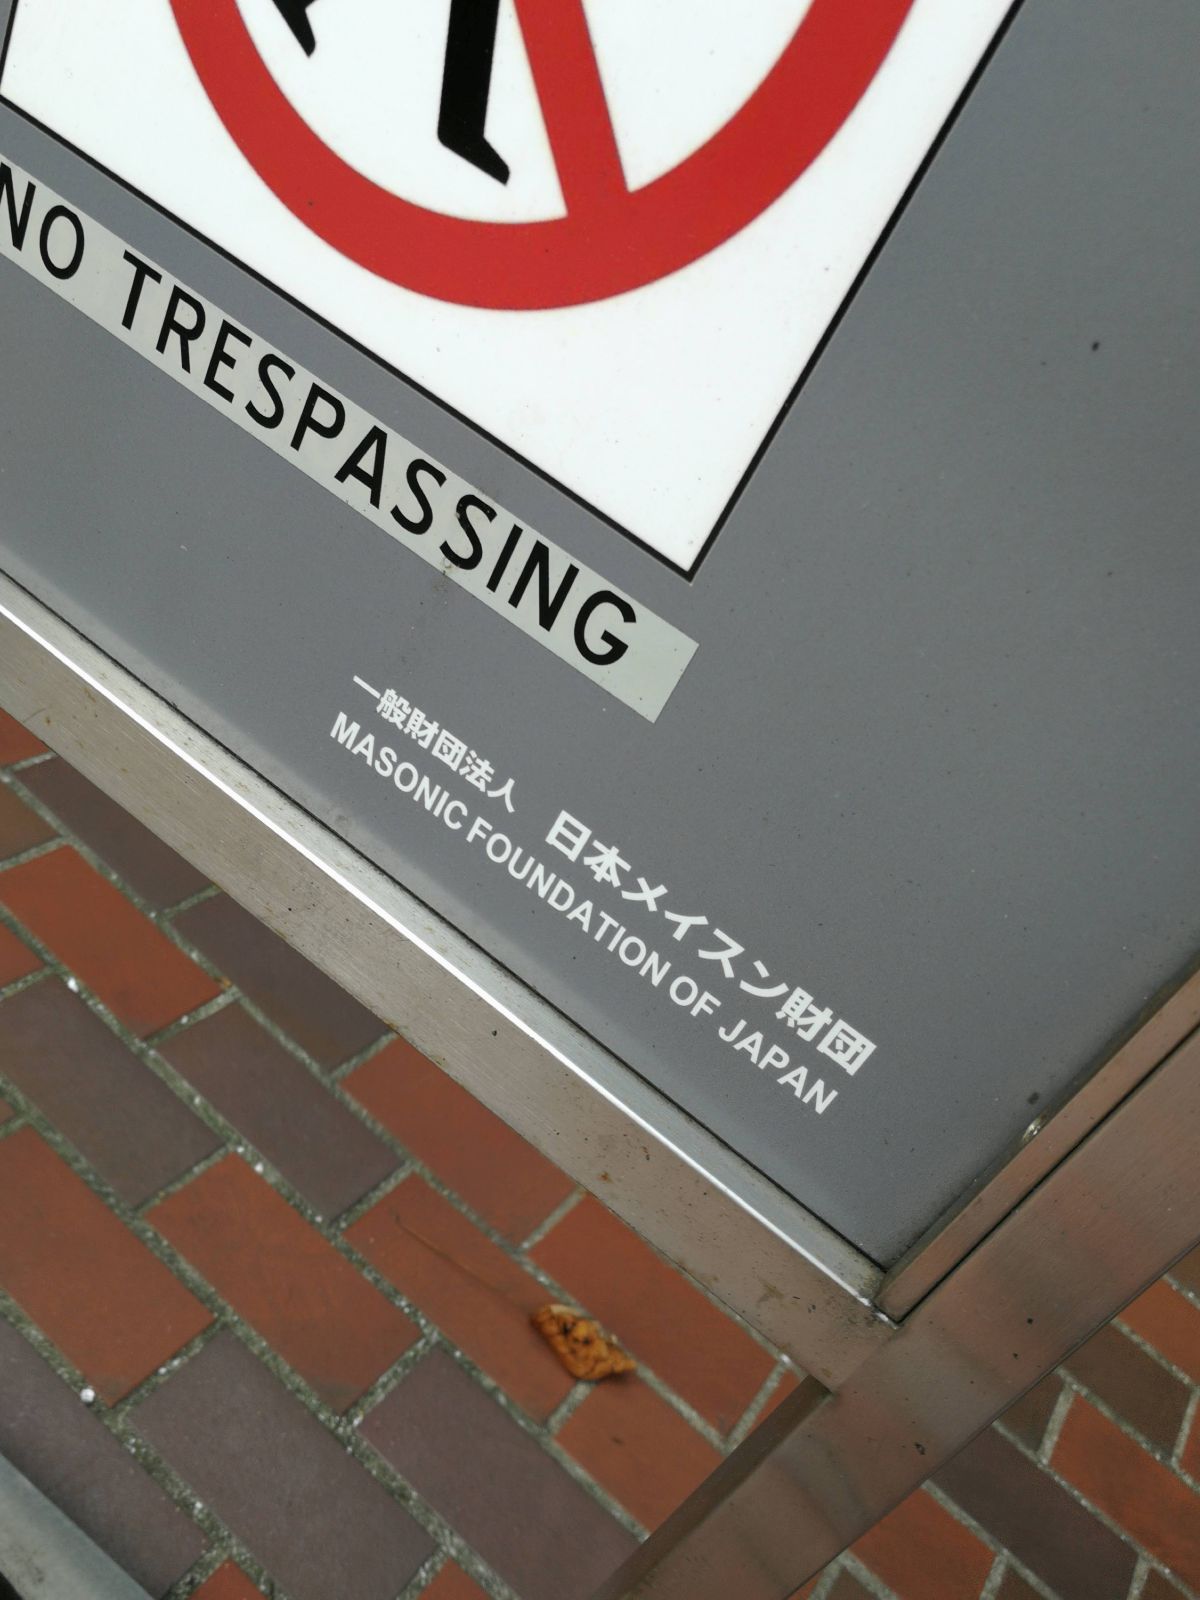 NO TRESPASSING
一般財団法人 日本メイスン財団
MASONIC FOUNDATION OF JAPAN